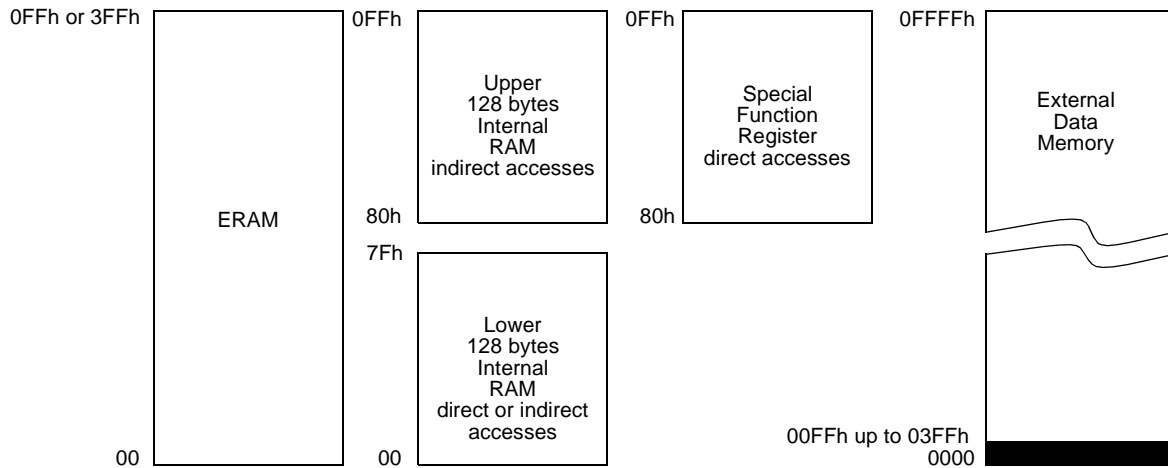 0FFh or 3FFh
ERAM
00
0FFh
Upper
128 bytes
Internal
RAM
indirect accesses
80h
7Fh
Lower
128 bytes
Internal
RAM
direct or indirect
accesses
00
0FFh
Special
Function
Register
direct accesses
80h
0FFFFh
External
Data
Memory
00FFh up to 03FFh
0000